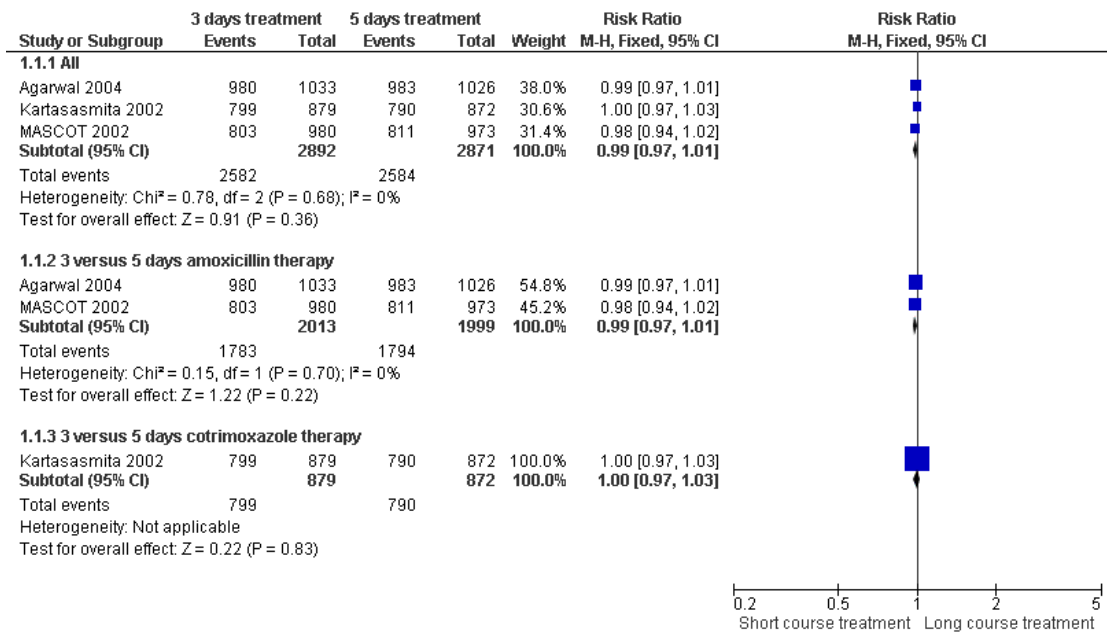 3 days treatment 5 days treatment Risk Ratio Risk Ratio
Study or Subgroup Events Total Events Total Weight M-H, Fixed, 95% CI M-H, Fixed, 95% CI
1.1.1 All
Agarwal 2004 980 1033 983 1026 38.0% 0.99 [0.97, 1.01]
Kartasasmita 2002 799 879 790 872 30.6% 1.00 [0.97, 1.03]
MASCOT 2002 803 980 811 973 31.4% 0.98 [0.94, 1.02]
Subtotal (95% CI) 2892 2871 100.0% 0.99 [0.97, 1.01]
Total events 2582 2584
Heterogeneity: Chi² = 0.78, df = 2 (P = 0.68); I² = 0%
Test for overall effect: Z = 0.91 (P = 0.36)
1.1.2 3 versus 5 days amoxicillin therapy
Agarwal 2004 980 1033 983 1026 54.8% 0.99 [0.97, 1.01]
MASCOT 2002 803 980 811 973 45.2% 0.98 [0.94, 1.02]
Subtotal (95% CI) 2013 1999 100.0% 0.99 [0.97, 1.01]
Total events 1783 1794
Heterogeneity: Chi² = 0.15, df = 1 (P = 0.70); I² = 0%
Test for overall effect: Z = 1.22 (P = 0.22)
1.1.3 3 versus 5 days cotrimoxazole therapy
Kartasasmita 2002 799 879 790 872 100.0% 1.00 [0.97, 1.03]
Subtotal (95% CI) 879 872 100.0% 1.00 [0.97, 1.03]
Total events 799 790
Heterogeneity: Not applicable
Test for overall effect: Z = 0.22 (P = 0.83)
0.2 0.5 1 2 5
Short course treatment Long course treatment